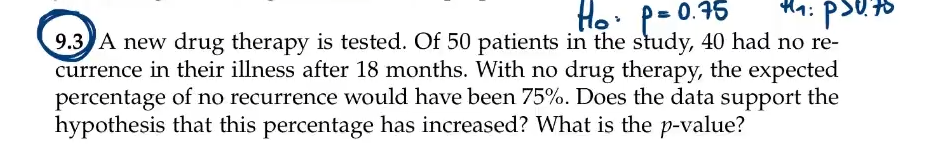 H₀: p = 0.75 H₁: p > 0.75
9.3 A new drug therapy is tested. Of 50 patients in the study, 40 had no re-
currence in their illness after 18 months. With no drug therapy, the expected
percentage of no recurrence would have been 75%. Does the data support the
hypothesis that this percentage has increased? What is the p-value?